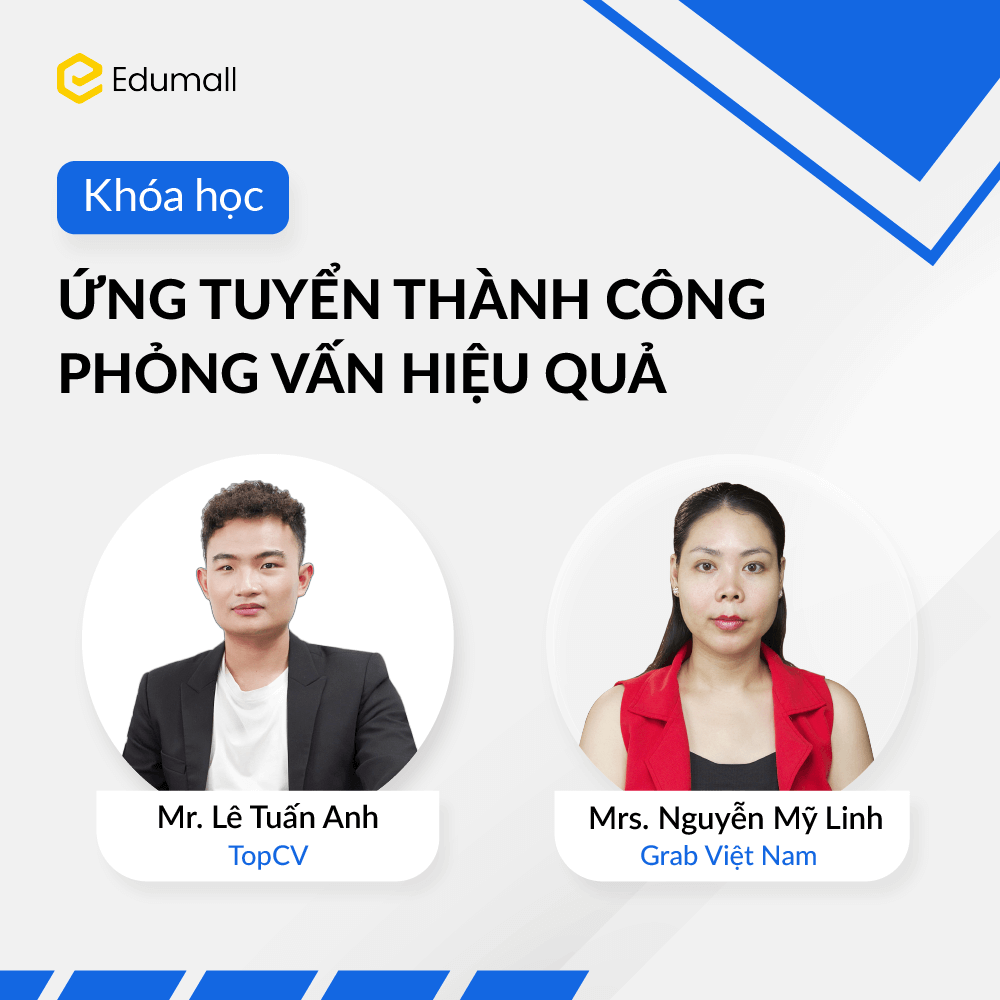 Edumall
Khóa học
ỨNG TUYỂN THÀNH CÔNG
PHỎNG VẤN HIỆU QUẢ
Mr. Lê Tuấn Anh
TopCV
Mrs. Nguyễn Mỹ Linh
Grab Việt Nam